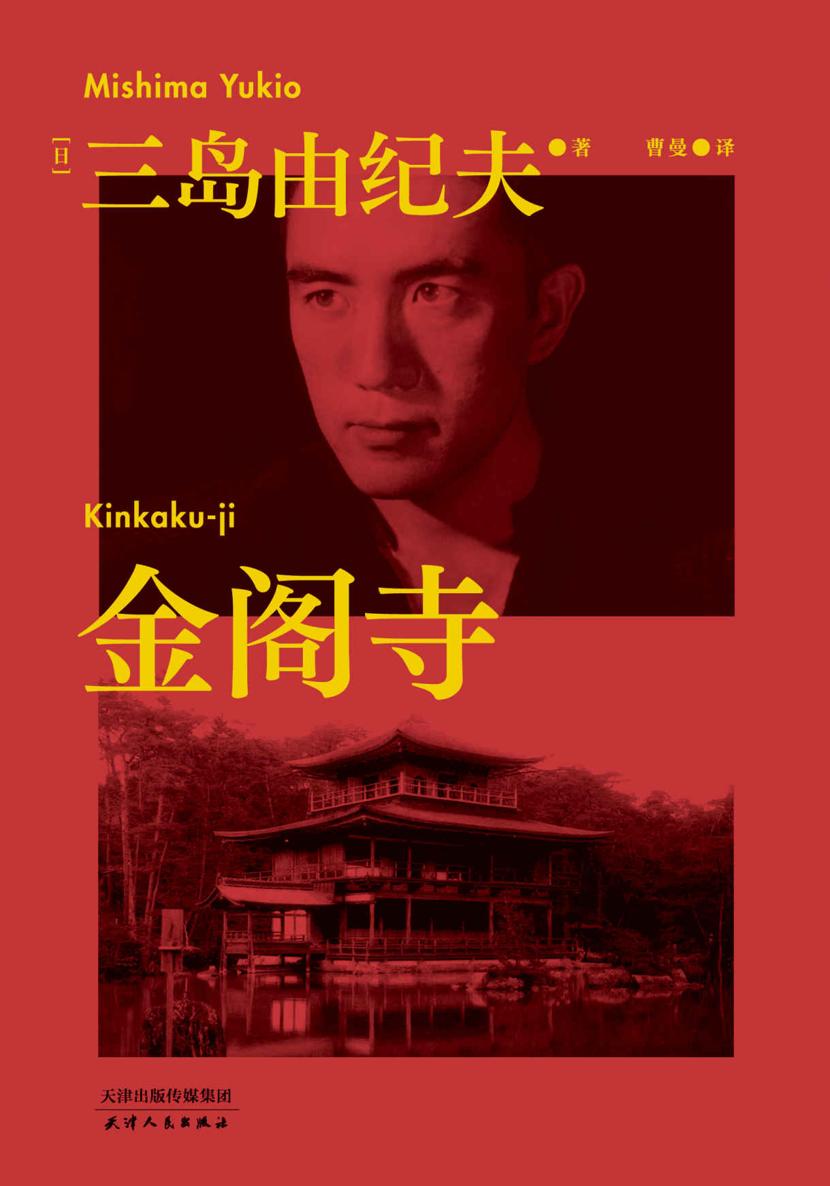 Mishima Yukio
[日]三岛由纪夫●著 曹曼●译
Kinkaku-ji
金阁寺
天津出版传媒集团
天津人民出版社